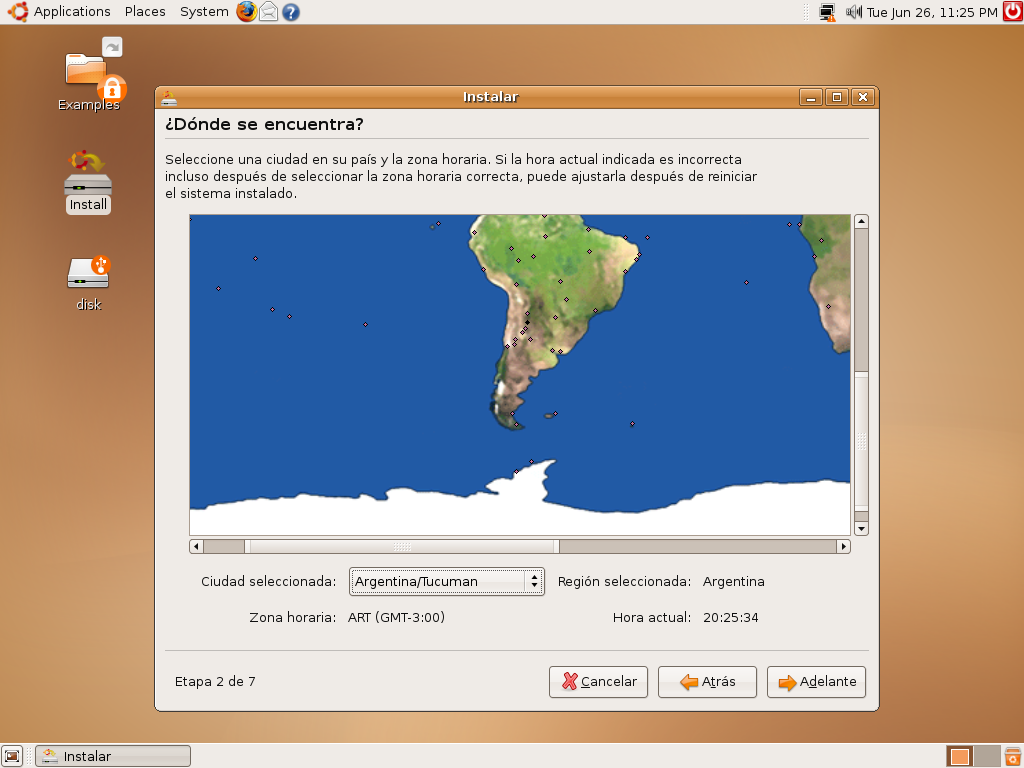 Applications Places System Tue Jun 26, 11:25 PM
Examples
Install
disk
Instalar
¿Dónde se encuentra?
Seleccione una ciudad en su país y la zona horaria. Si la hora actual indicada es incorrecta
incluso después de seleccionar la zona horaria correcta, puede ajustarla después de reiniciar
el sistema instalado.
Ciudad seleccionada: Argentina/Tucuman Región seleccionada: Argentina
Zona horaria: ART (GMT-3:00) Hora actual: 20:25:34
Etapa 2 de 7 Cancelar Atrás Adelante
Instalar